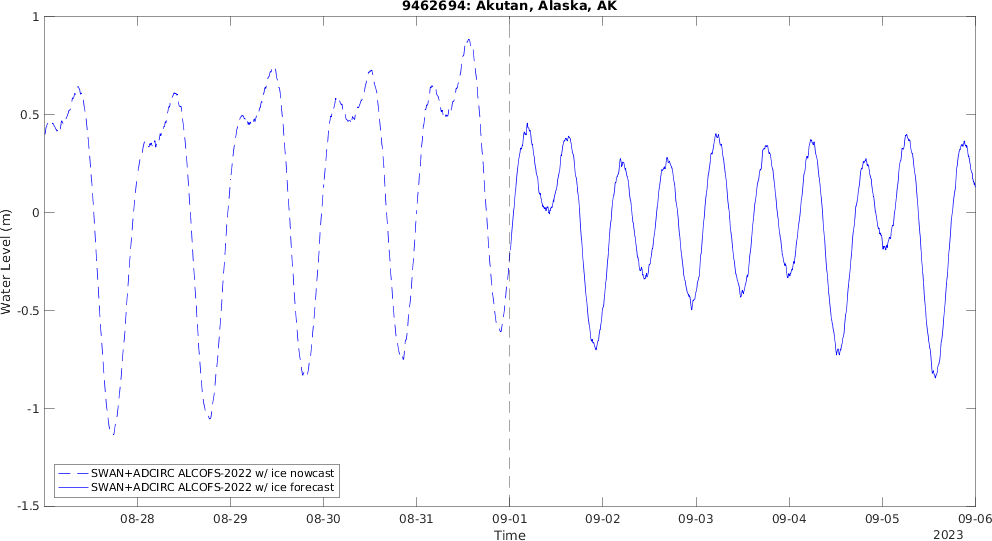 9462694: Akutan, Alaska, AK
Water Level (m)
1
0.5
0
-0.5
-1
-1.5
SWAN+ADCIRC ALCOFS-2022 w/ ice nowcast
SWAN+ADCIRC ALCOFS-2022 w/ ice forecast
08-28 08-29 08-30 08-31 09-01 09-02 09-03 09-04 09-05 09-06
Time
2023